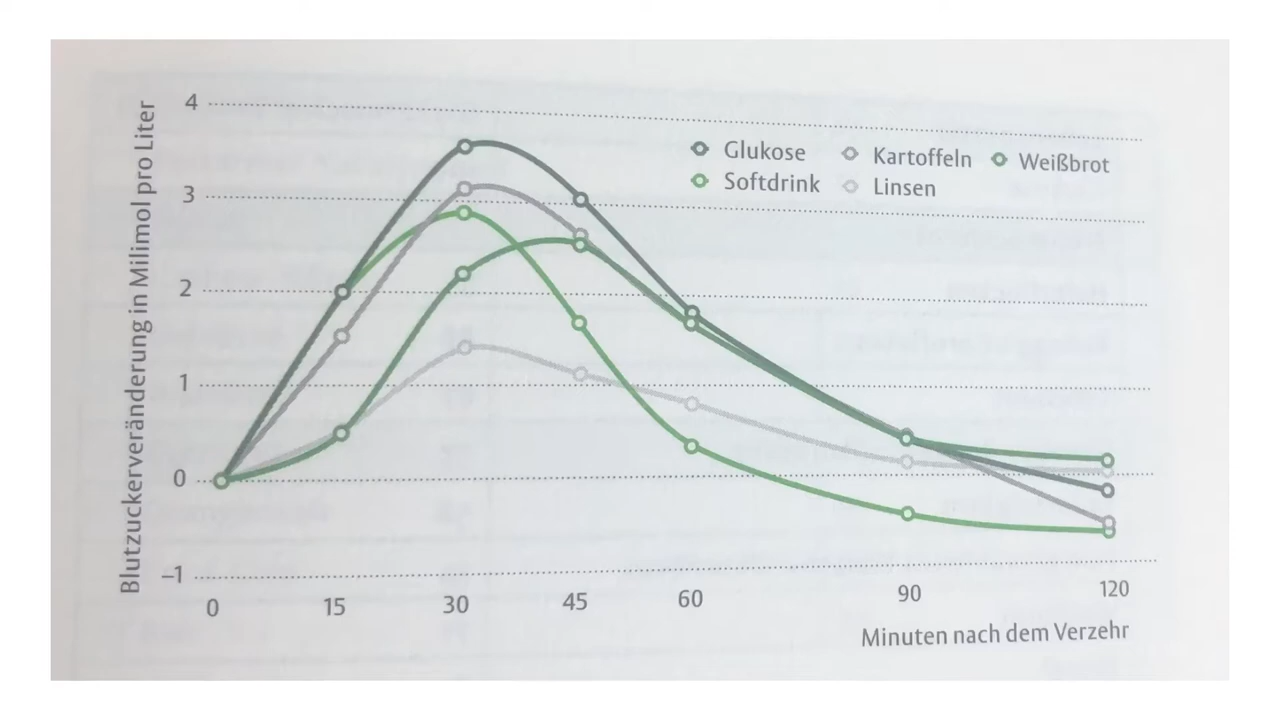 Blutzuckerveränderung in Milimol pro Liter
4
3
2
1
0
–1
Glukose
Kartoffeln
Weißbrot
Softdrink
Linsen
0 15 30 45 60 90 120
Minuten nach dem Verzehr